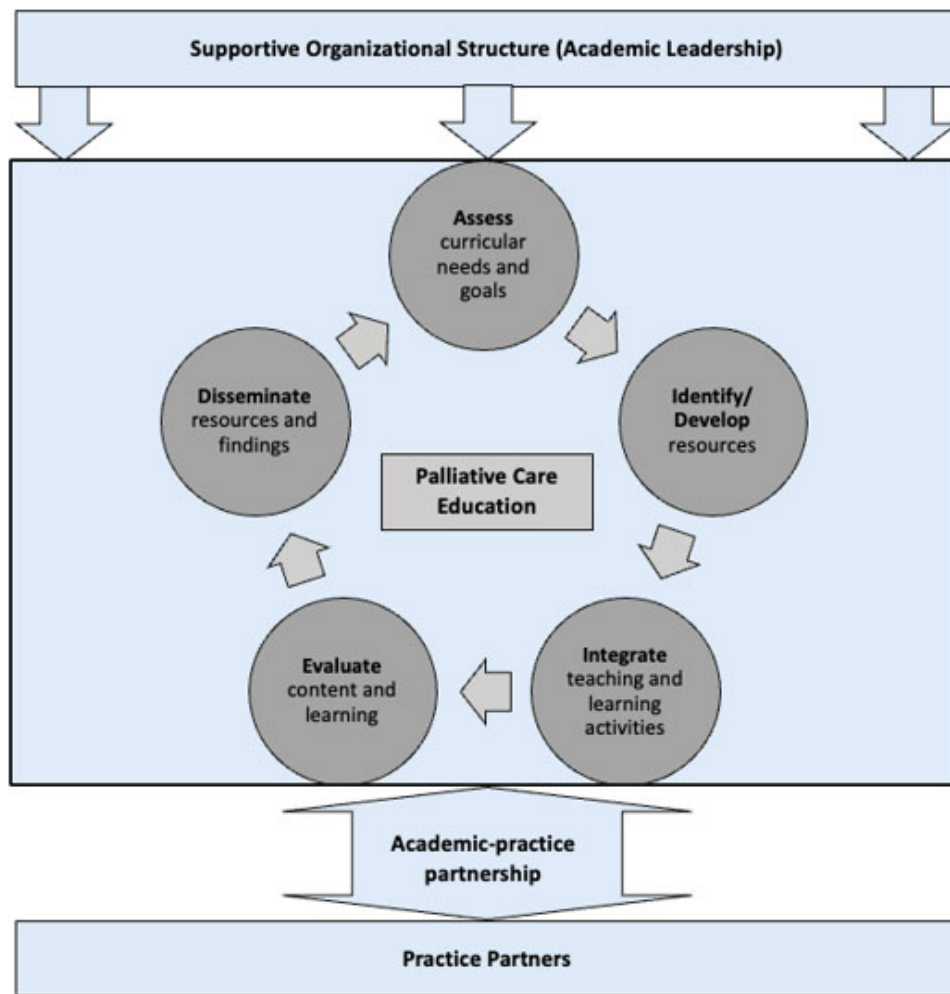 Supportive Organizational Structure (Academic Leadership)
Assess
curricular
needs and
goals
Identify/
Develop
resources
Integrate
teaching and
learning
activities
Evaluate
content and
learning
Disseminate
resources and
findings
Palliative Care
Education
Academic-practice
partnership
Practice Partners